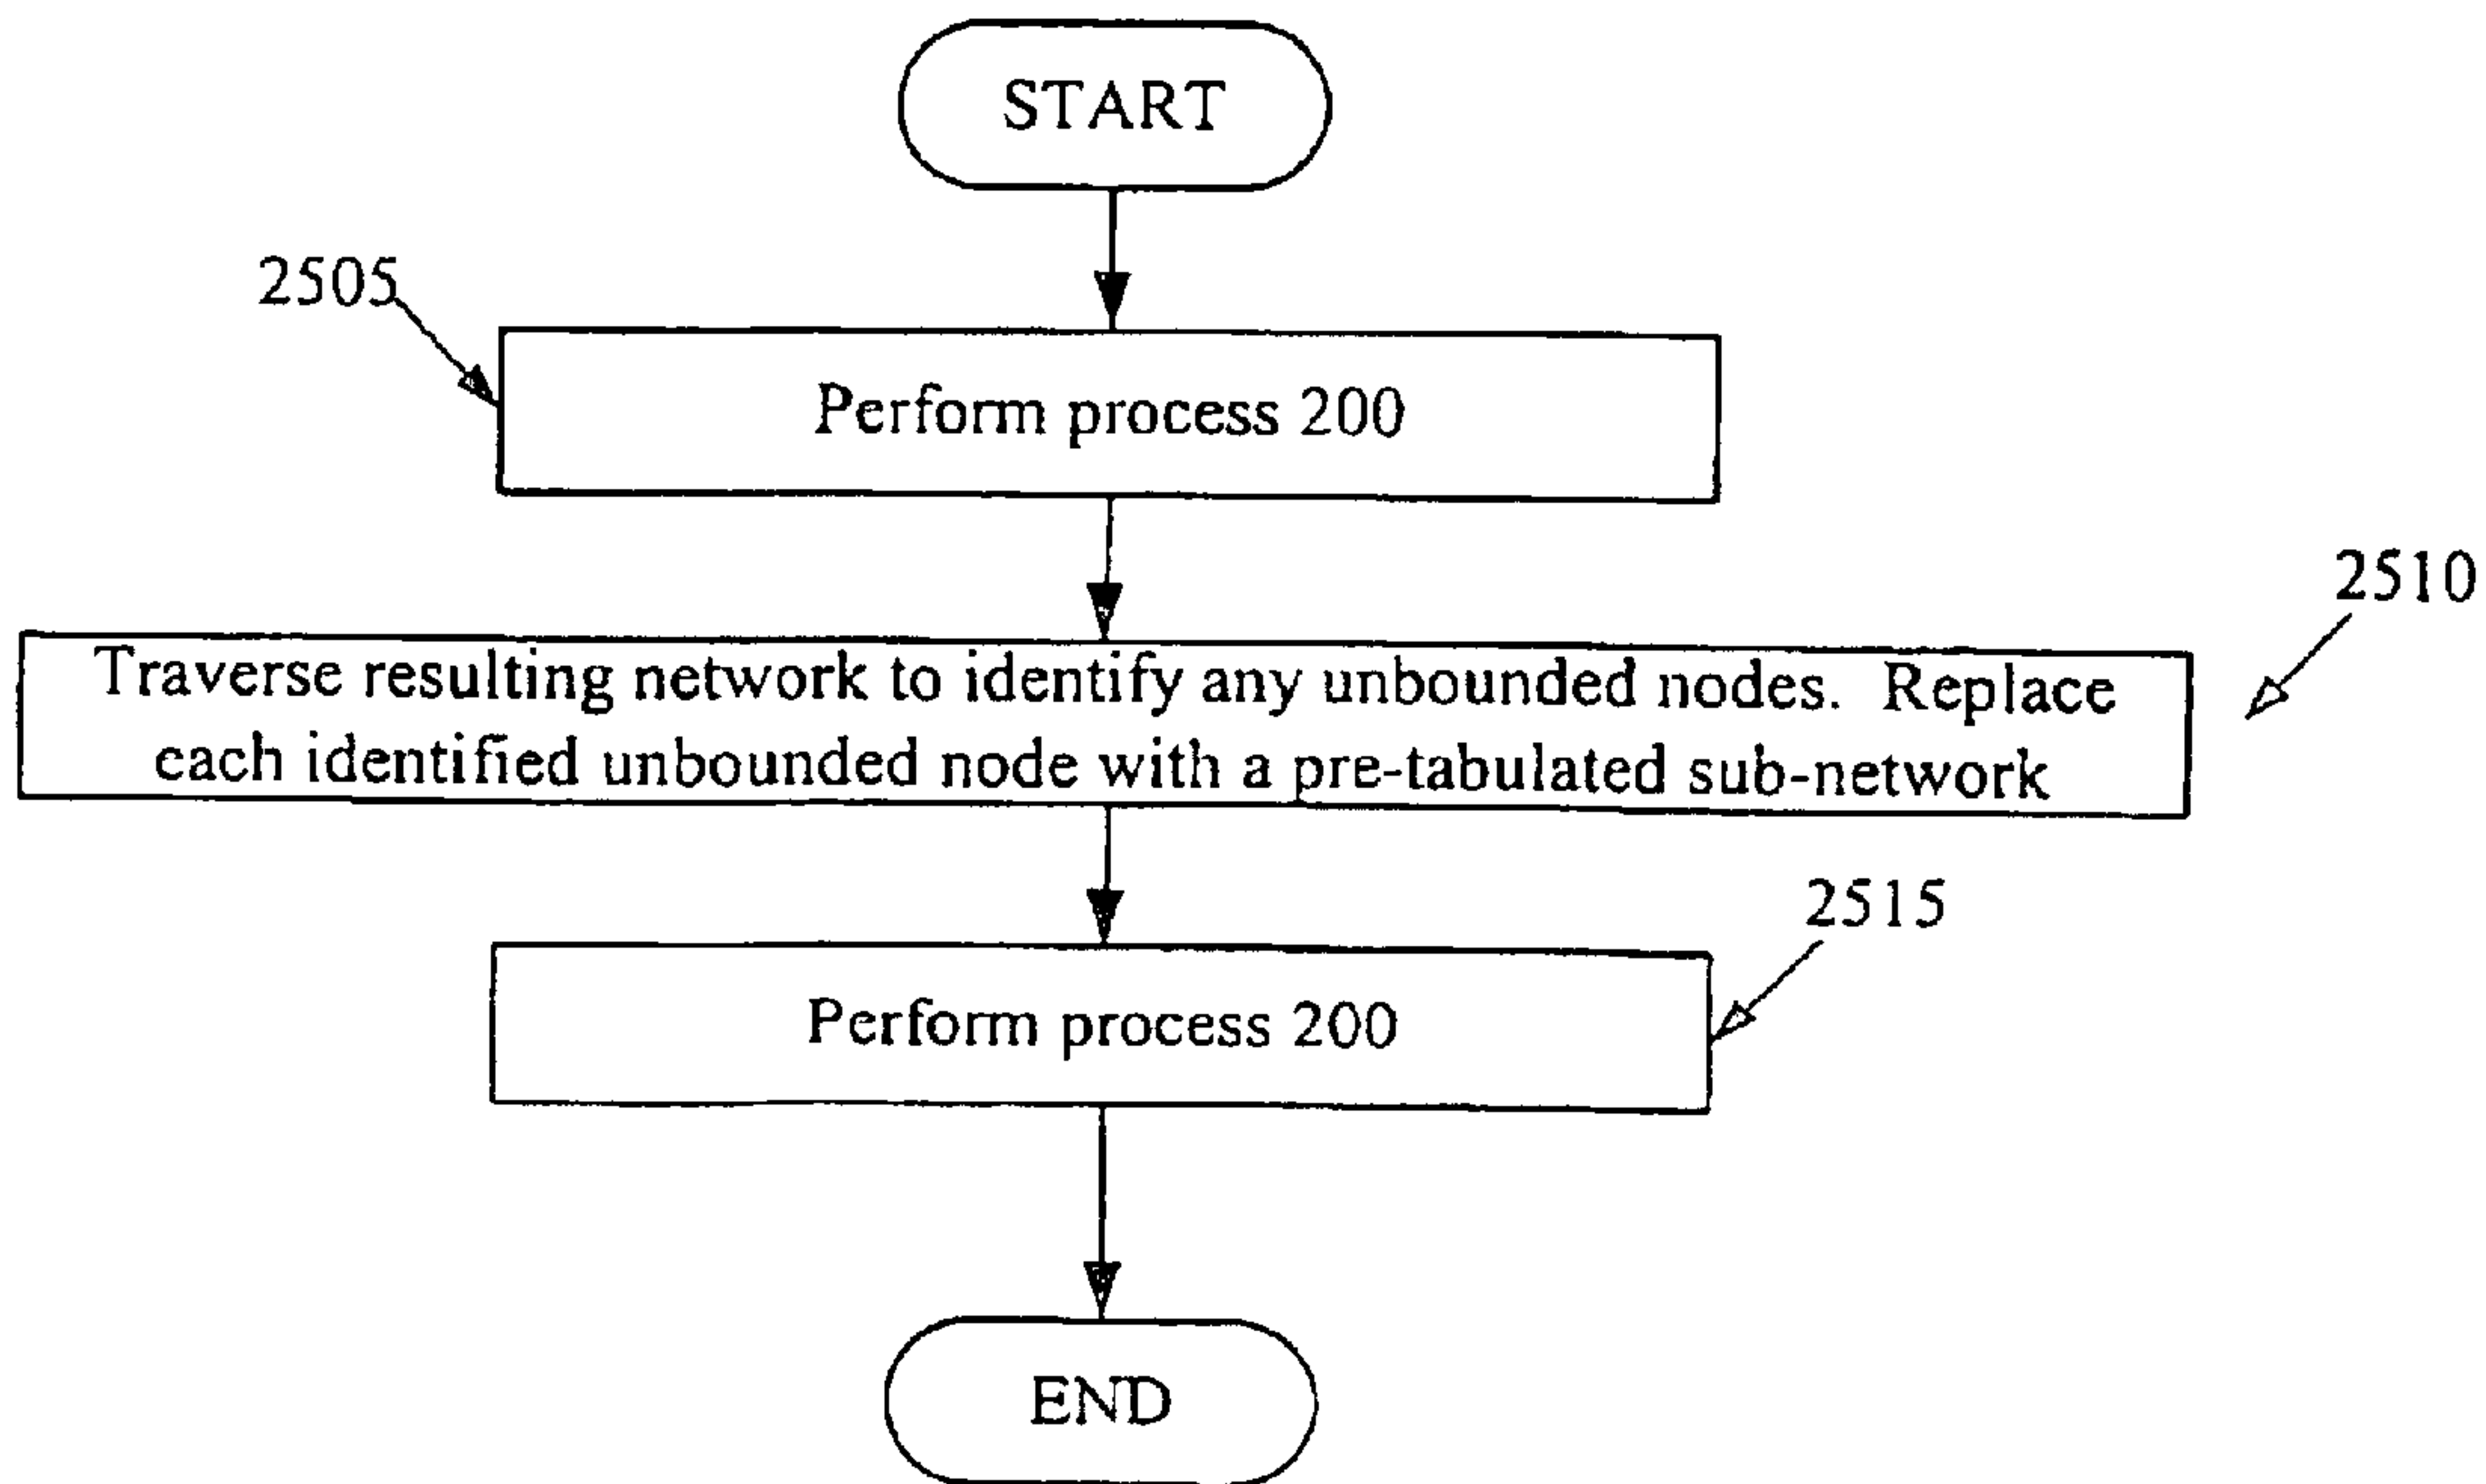 START
2505
Perform process 200
2510
Traverse resulting network to identify any unbounded nodes. Replace
each identified unbounded node with a pre-tabulated sub-network
2515
Perform process 200
END